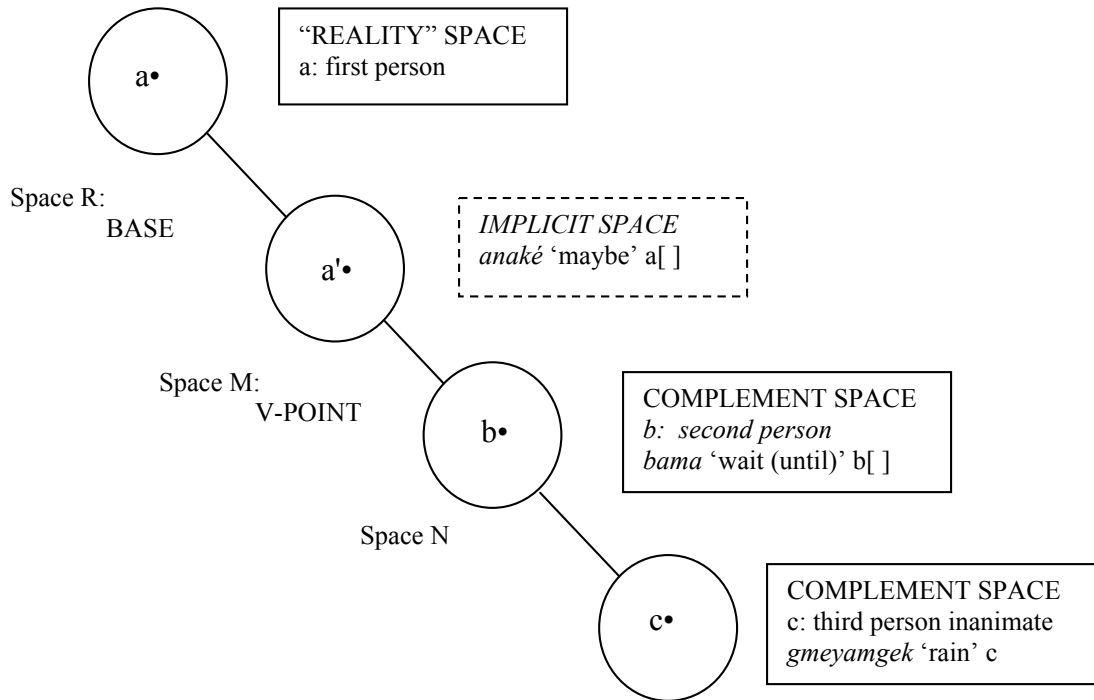 “REALITY” SPACE
a: first person
a•
Space R:
BASE
IMPLICIT SPACE
anaké ‘maybe’ a[ ]
a'•
Space M:
V-POINT
COMPLEMENT SPACE
b: second person
bama ‘wait (until)’ b[ ]
b•
Space N
COMPLEMENT SPACE
c: third person inanimate
gmeyamgek ‘rain’ c
c•